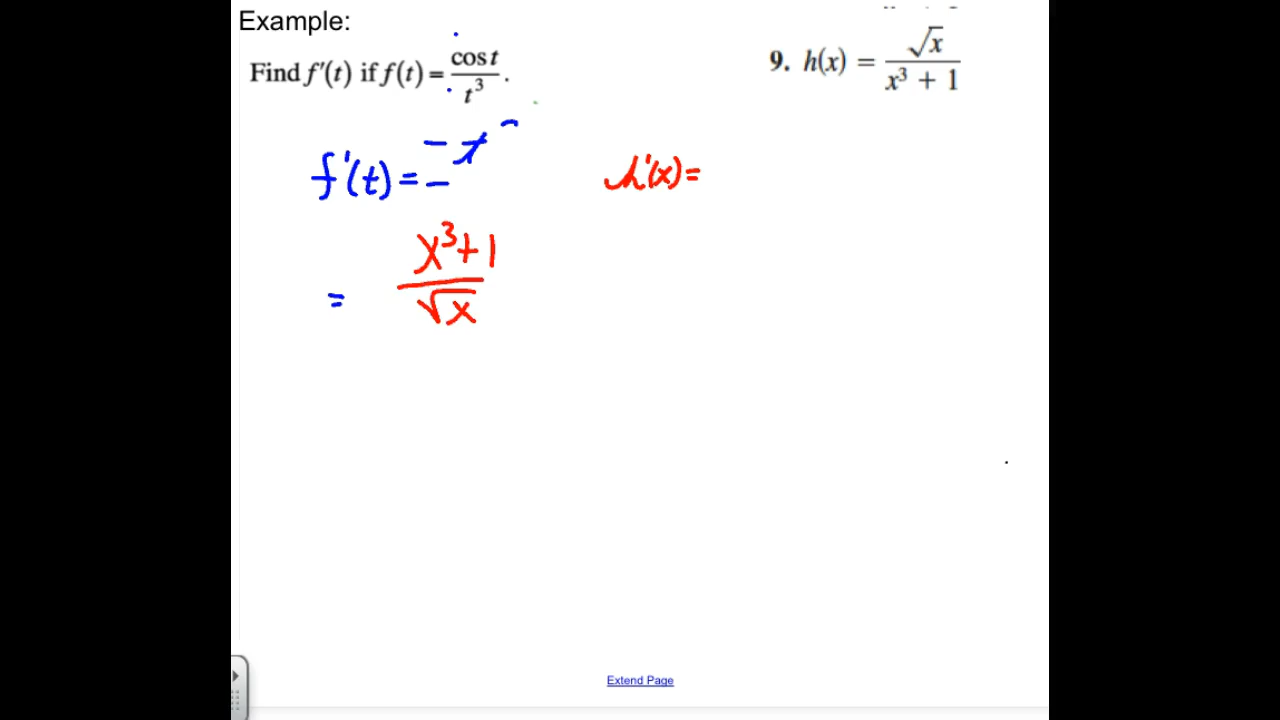 Example:
Find f'(t) if f(t) = cos t / t³ .
9. h(x) = √x / x³ + 1
f'(t) =
h'(x) =
= x³+1 / √x
Extend Page